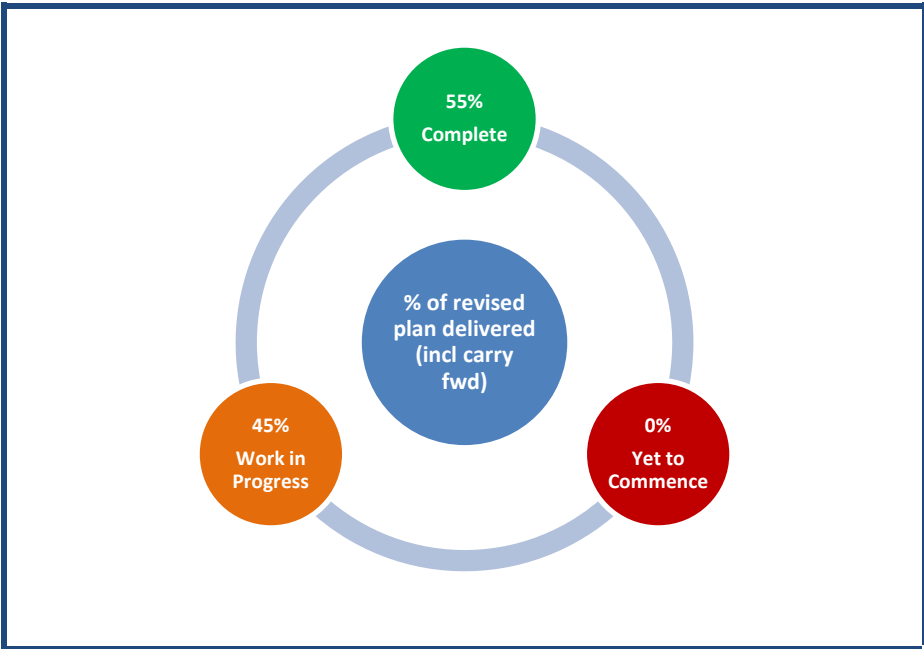 55%
Complete
% of revised
plan delivered
(incl carry
fwd)
45%
Work in
Progress
0%
Yet to
Commence